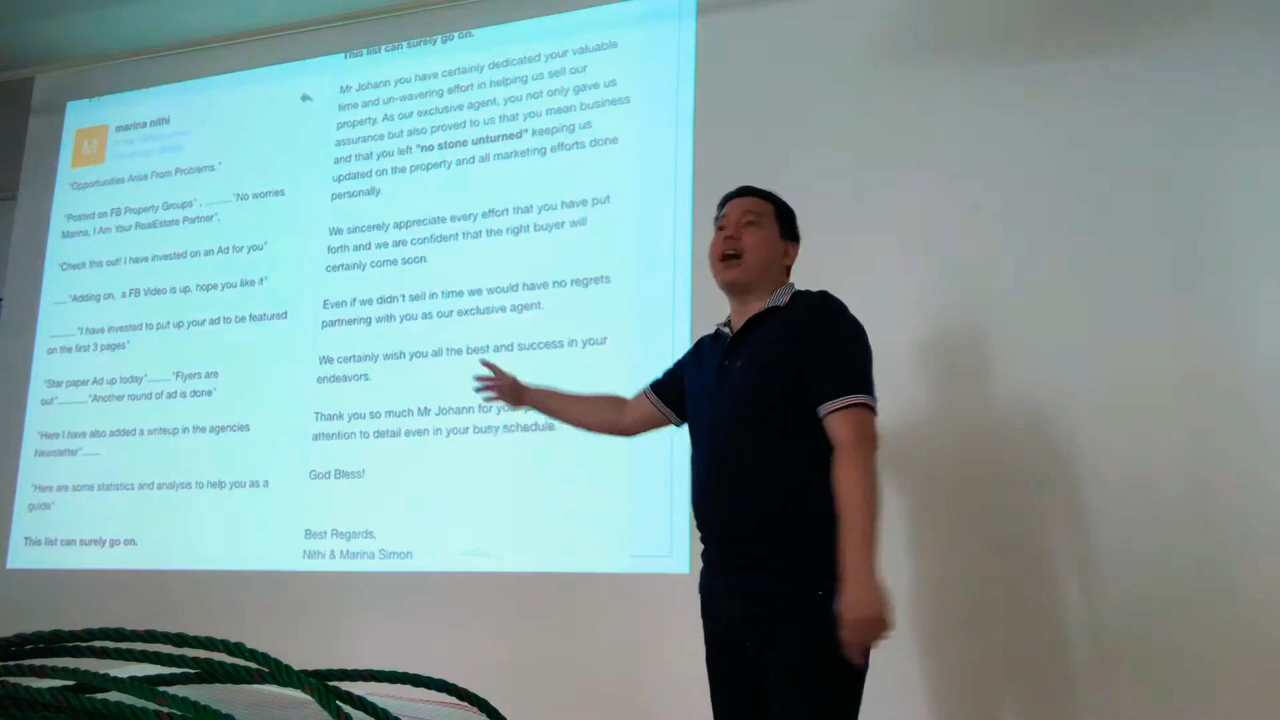 marina nithi
M
"Opportunities Arise From Problems."
"Posted on FB Property Groups" , ..........."No worries
Marina, I Am Your RealEstate Partner",
"Check this out! I have invested on an Ad for you"
....."Adding on, a FB Video is up, hope you like it"
.........."I have invested to put up your ad to be featured
on the first 3 pages"
"Star paper Ad up today"........."Flyers are
out"............"Another round of ad is done"
"Here I have also added a writeup in the agencies
Newsletter"......
"Here are some statistics and analysis to help you as a
guide"
This list can surely go on.
This list can surely go on.
Mr Johann you have certainly dedicated your valuable
time and un-wavering effort in helping us sell our
property. As our exclusive agent, you not only gave us
assurance but also proved to us that you mean business
and that you left "no stone unturned" keeping us
updated on the property and all marketing efforts done
personally.
We sincerely appreciate every effort that you have put
forth and we are confident that the right buyer will
certainly come soon.
Even if we didn't sell in time we would have no regrets
partnering with you as our exclusive agent.
We certainly wish you all the best and success in your
endeavors.
Thank you so much Mr Johann for
attention to detail even in your busy schedule.
God Bless!
Best Regards,
Nithi & Marina Simon